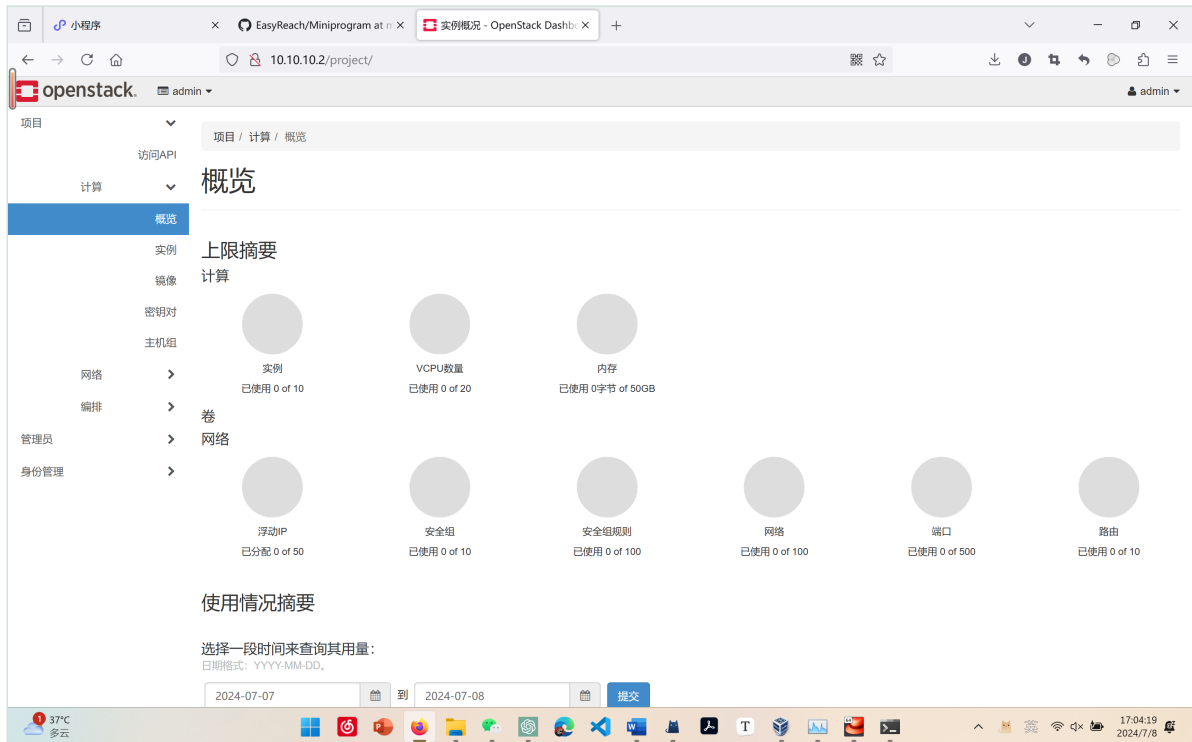 小程序
EasyReach/Miniprogram at m
实例概况 - OpenStack Dashbo
10.10.10.2/project/
openstack.
admin
admin
项目
访问API
计算
概览
实例
镜像
密钥对
主机组
网络
编排
管理员
身份管理
项目 / 计算 / 概览
概览
上限摘要
计算
实例 VCPU数量 内存
已使用 0 of 10 已使用 0 of 20 已使用 0字节 of 50GB
卷
网络
浮动IP 安全组 安全组规则 网络 端口 路由
已分配 0 of 50 已使用 0 of 10 已使用 0 of 100 已使用 0 of 100 已使用 0 of 500 已使用 0 of 10
使用情况摘要
选择一段时间来查询其用量:
日期格式: YYYY-MM-DD。
2024-07-07 到 2024-07-08 提交
1
37°C
多云
英
17:04:19
2024/7/8